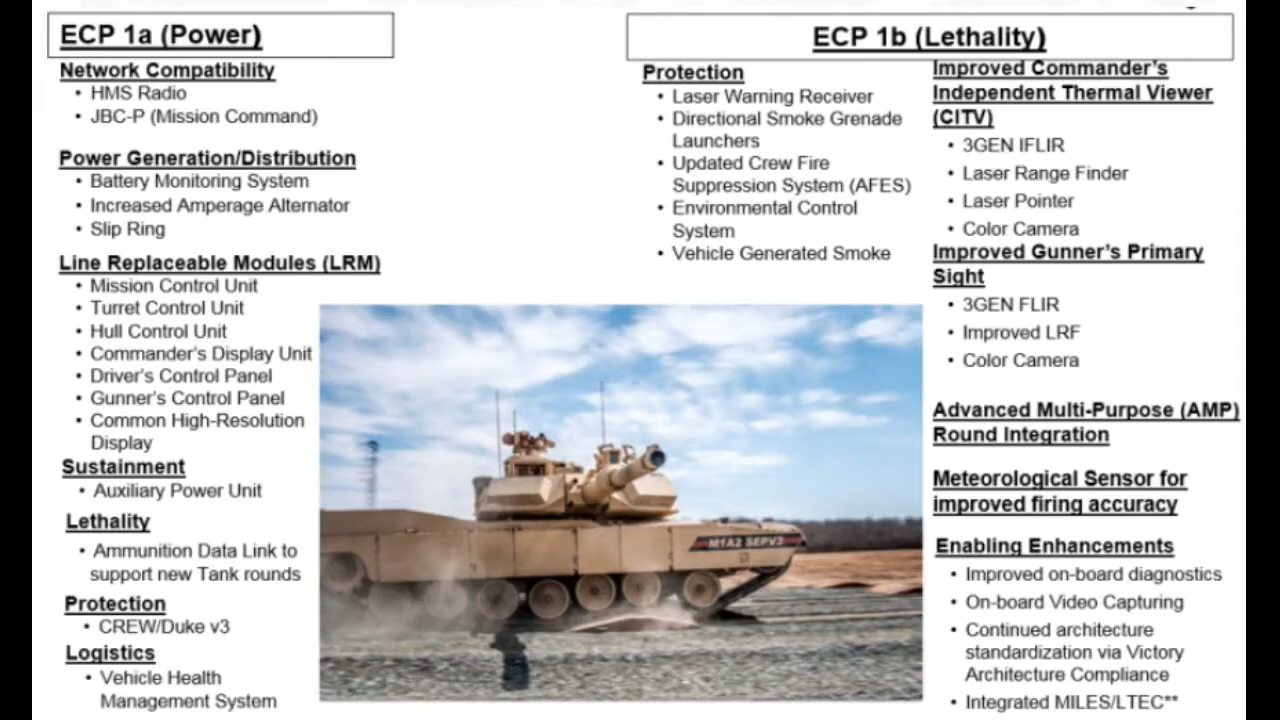 ECP 1a (Power)
Network Compatibility
• HMS Radio
• JBC-P (Mission Command)
Power Generation/Distribution
• Battery Monitoring System
• Increased Amperage Alternator
• Slip Ring
Line Replaceable Modules (LRM)
• Mission Control Unit
• Turret Control Unit
• Hull Control Unit
• Commander's Display Unit
• Driver's Control Panel
• Gunner's Control Panel
• Common High-Resolution
Display
Sustainment
• Auxiliary Power Unit
Lethality
• Ammunition Data Link to
support new Tank rounds
Protection
• CREW/Duke v3
Logistics
• Vehicle Health
Management System
ECP 1b (Lethality)
Protection
• Laser Warning Receiver
• Directional Smoke Grenade
Launchers
• Updated Crew Fire
Suppression System (AFES)
• Environmental Control
System
• Vehicle Generated Smoke
Improved Commander's
Independent Thermal Viewer
(CITV)
• 3GEN IFLIR
• Laser Range Finder
• Laser Pointer
• Color Camera
Improved Gunner's Primary
Sight
• 3GEN FLIR
• Improved LRF
• Color Camera
Advanced Multi-Purpose (AMP)
Round Integration
Meteorological Sensor for
improved firing accuracy
Enabling Enhancements
• Improved on-board diagnostics
• On-board Video Capturing
• Continued architecture
standardization via Victory
Architecture Compliance
• Integrated MILES/LTEC**
M1A2 SEPV3